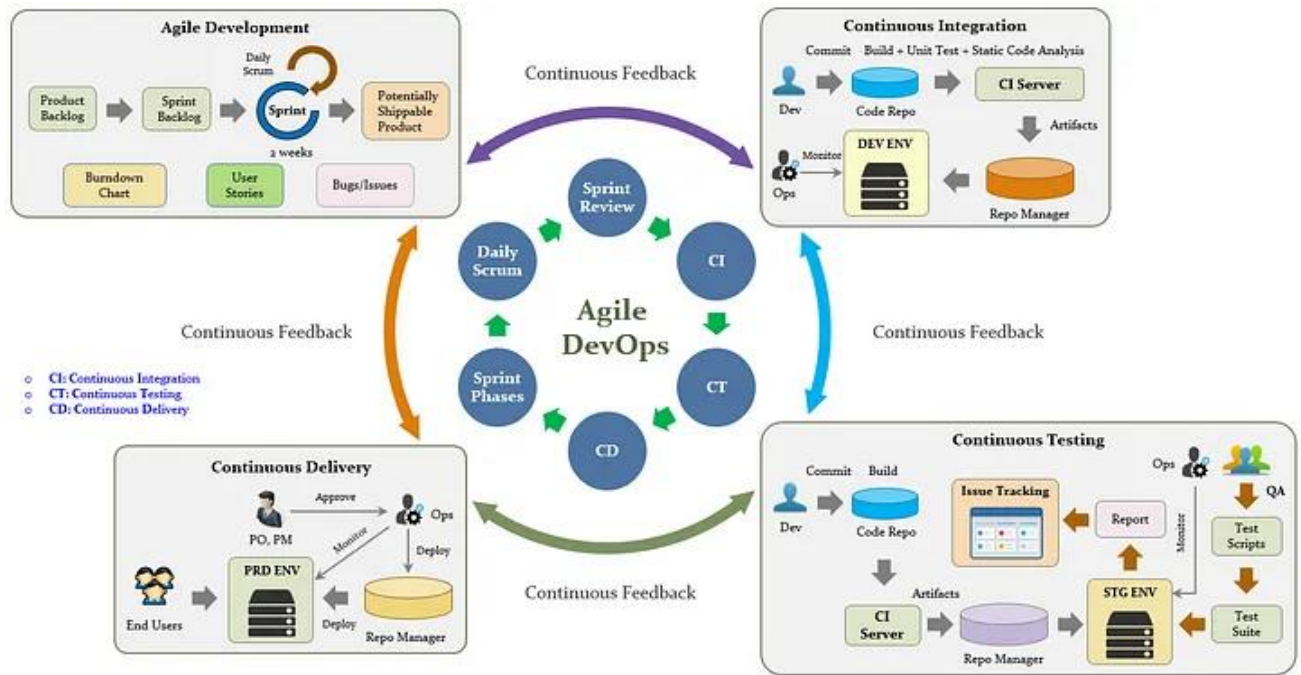 Agile Development
Daily
Scrum
Product
Backlog
Sprint
Backlog
Sprint
Potentially
Shippable
Product
2 weeks
Burndown
Chart
User
Stories
Bugs/Issues
Continuous Feedback
Continuous Integration
Commit Build + Unit Test + Static Code Analysis
Dev
Code Repo
CI Server
Artifacts
DEV ENV
Monitor
Ops
Repo Manager
Sprint
Review
Daily
Scrum
CI
Agile
DevOps
Sprint
Phases
CT
CD
Continuous Feedback
Continuous Feedback
CI: Continuous Integration
CT: Continuous Testing
CD: Continuous Delivery
Continuous Delivery
Approve
PO, PM
Ops
Monitor
Deploy
PRD ENV
End Users
Deploy
Repo Manager
Continuous Feedback
Continuous Testing
Commit Build
Dev
Code Repo
Issue Tracking
Ops
QA
Report
Monitor
Test
Scripts
Artifacts
CI
Server
Repo Manager
STG ENV
Test
Suite